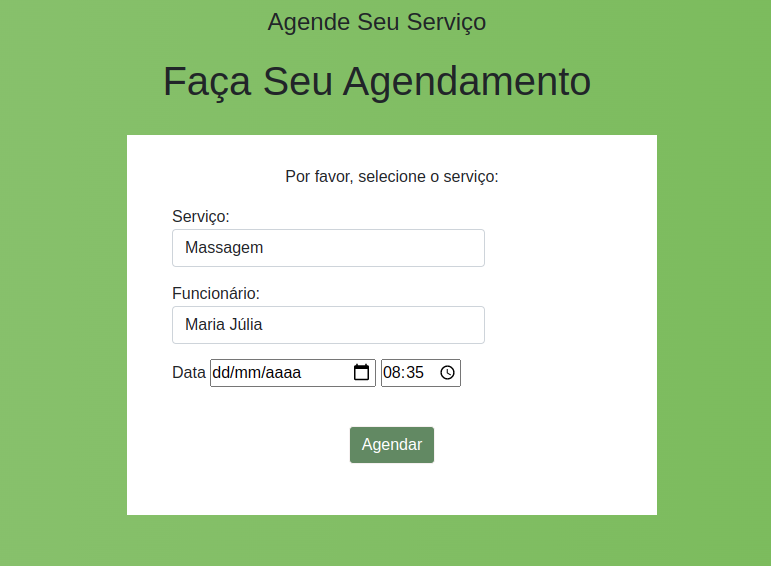 Agende Seu Serviço
Faça Seu Agendamento
Por favor, selecione o serviço:
Serviço:
Massagem
Funcionário:
Maria Júlia
Data dd/mm/aaaa 08:35
Agendar